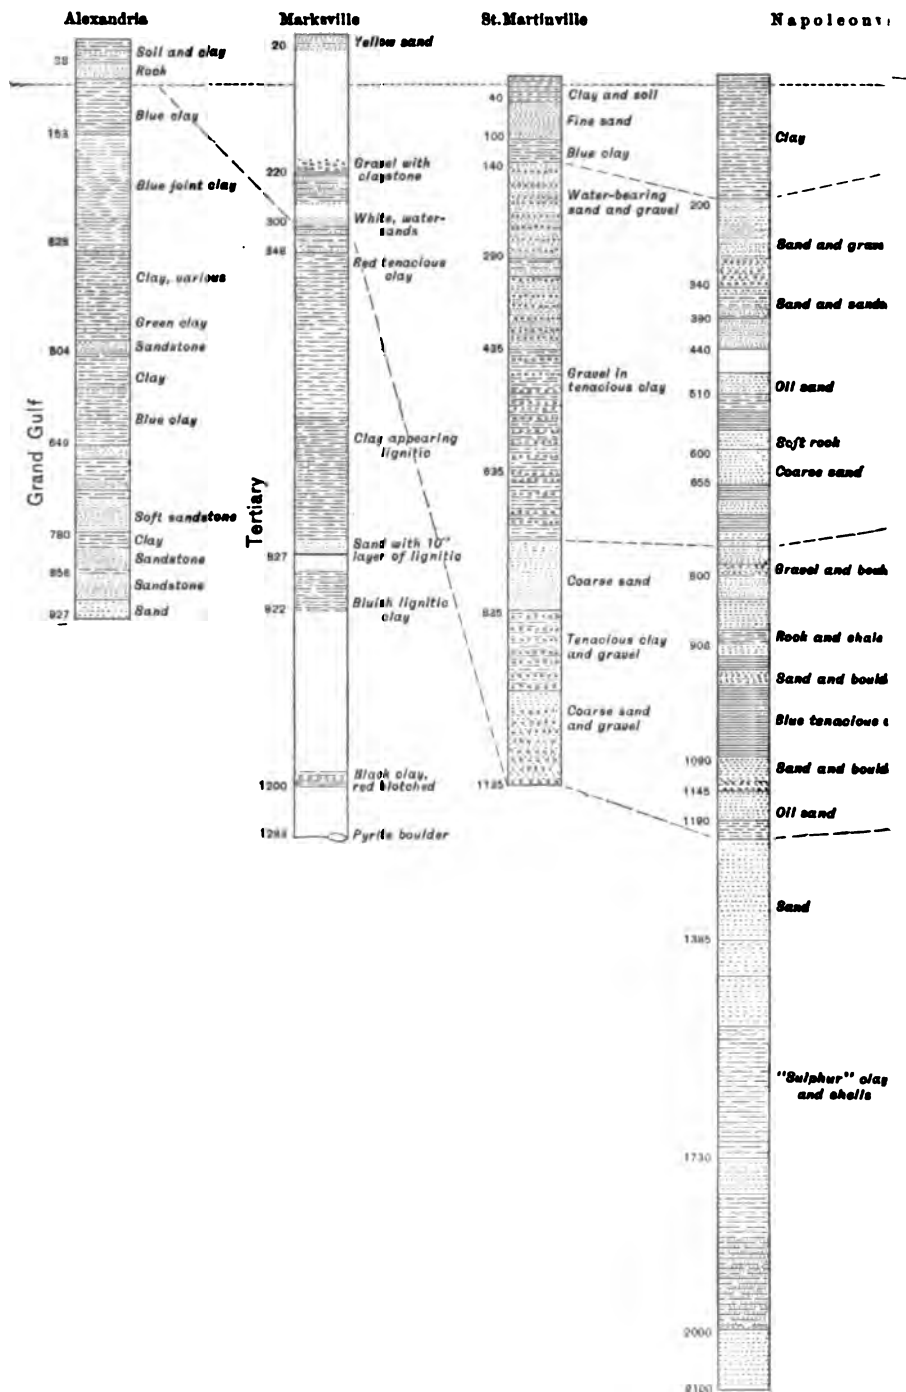 Alexandria
38
Soil and clay
Rock
Blue clay
153
Blue joint clay
Clay, various
Green clay
504
Sandstone
Clay
Blue clay
Grand Gulf
Soft sandstone
780
Clay
Sandstone
Sandstone
927
Sand
Marksville
20
Yellow sand
220
Gravel with
claystone
300
White, water-
sands
346
Red tenacious
clay
Clay appearing
lignitic
Tertiary
Sand with 10"
layer of lignitic
827
Bluish lignitic
clay
922
Black clay,
red blotched
1200
Pyrite boulder
St. Martinville
40
Clay and soil
Fine sand
100
Blue clay
140
Water-bearing
sand and gravel
290
435
Gravel in
tenacious clay
635
Coarse sand
835
Tenacious clay
and gravel
Coarse sand
and gravel
Napoleonv
Clay
200
Sand and grav
340
Sand and sands
390
440
Oil sand
510
Soft rock
600
Coarse sand
655
Gravel and boul
800
Rock and shale
908
Sand and bould
Blue tenacious
1090
Sand and bould
1145
Oil sand
1190
Sand
1385
"Sulphur" clay
and shells
1730
2000
2100